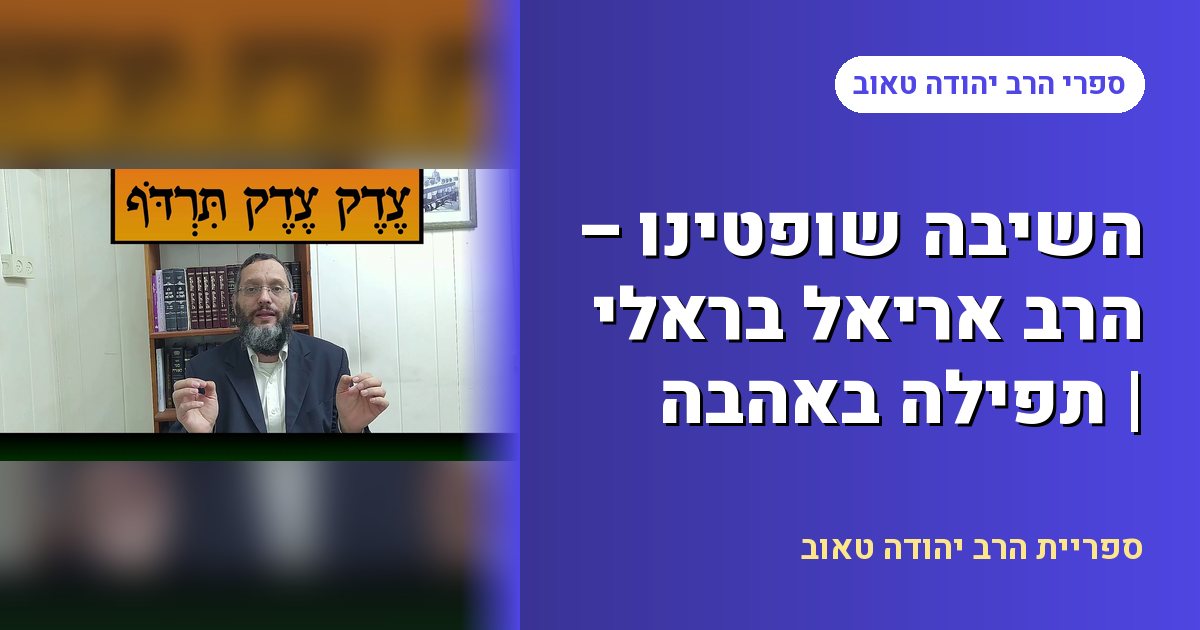 ספרי הרב יהודה טאוב
צֶדֶק צֶדֶק תִּרְדֹּף
השיבה שופטינו –
הרב אריאל בראלי
| תפילה באהבה
ספריית הרב יהודה טאוב